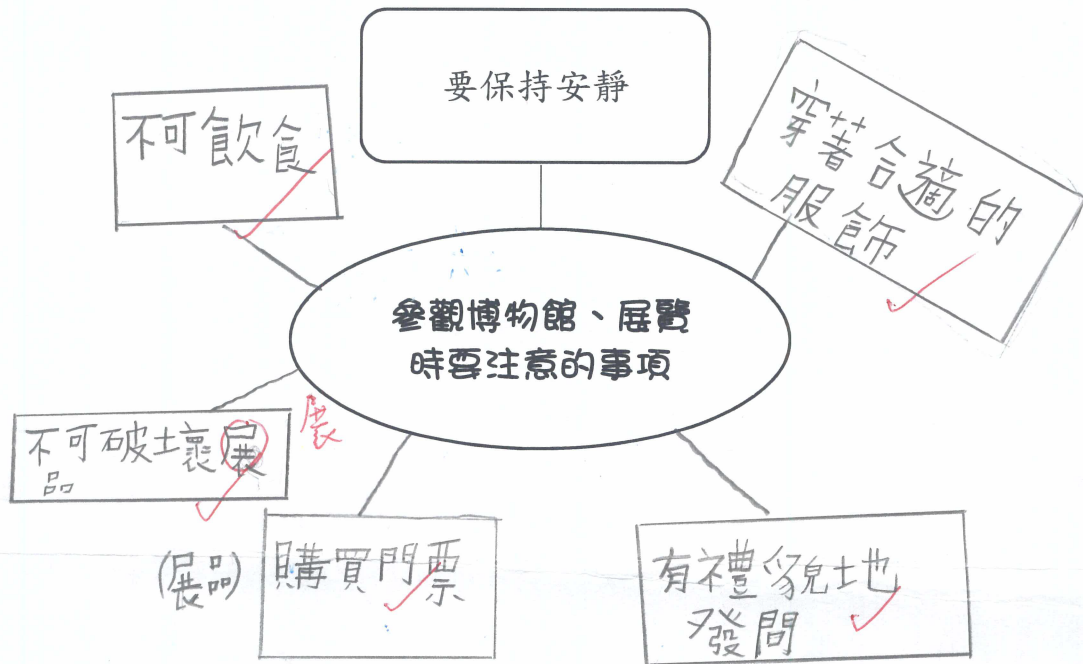 要保持安靜
不可飲食
穿著合適的
服飾
參觀博物館、展覽
時要注意的事項
不可破壞展
品
展
(展品)
購買門票
有禮貌地
發問